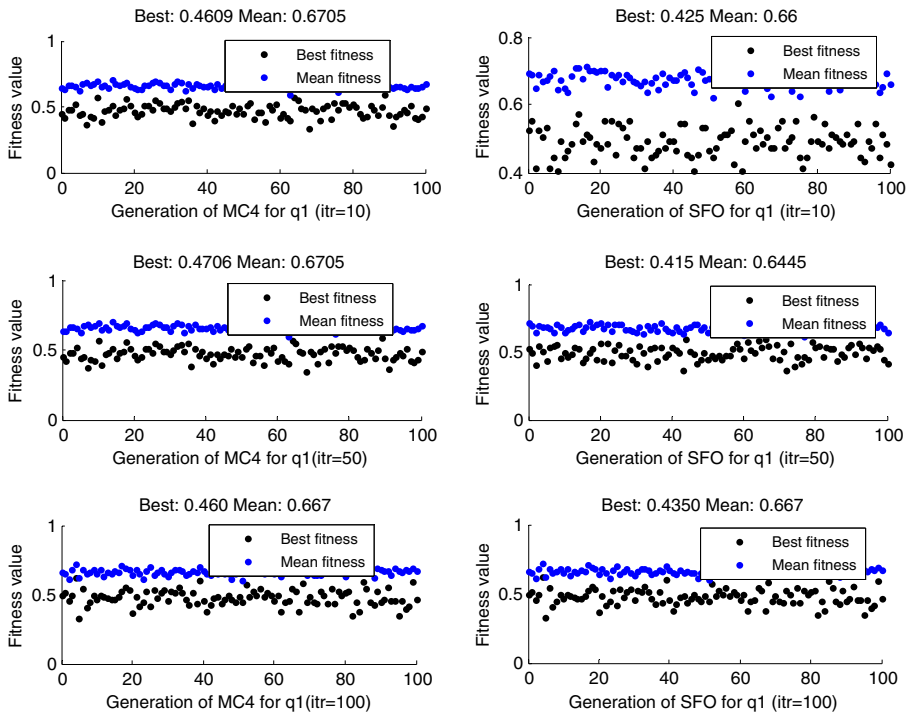 Best: 0.4609 Mean: 0.6705
Fitness value
1
0.5
0
Best fitness
Mean fitness
0 20 40 60 80 100
Generation of MC4 for q1 (itr=10)
Best: 0.425 Mean: 0.66
Fitness value
0.8
0.6
0.4
Best fitness
Mean fitness
0 20 40 60 80 100
Generation of SFO for q1 (itr=10)
Best: 0.4706 Mean: 0.6705
Fitness value
1
0.5
0
Best fitness
Mean fitness
0 20 40 60 80 100
Generation of MC4 for q1(itr=50)
Best: 0.415 Mean: 0.6445
Fitness value
1
0.5
0
Best fitness
Mean fitness
0 20 40 60 80 100
Generation of SFO for q1 (itr=50)
Best: 0.460 Mean: 0.667
Fitness value
1
0.5
0
Best fitness
Mean fitness
0 20 40 60 80 100
Generation of MC4 for q1(itr=100)
Best: 0.4350 Mean: 0.667
Fitness value
1
0.5
0
Best fitness
Mean fitness
0 20 40 60 80 100
Generation of SFO for q1 (itr=100)